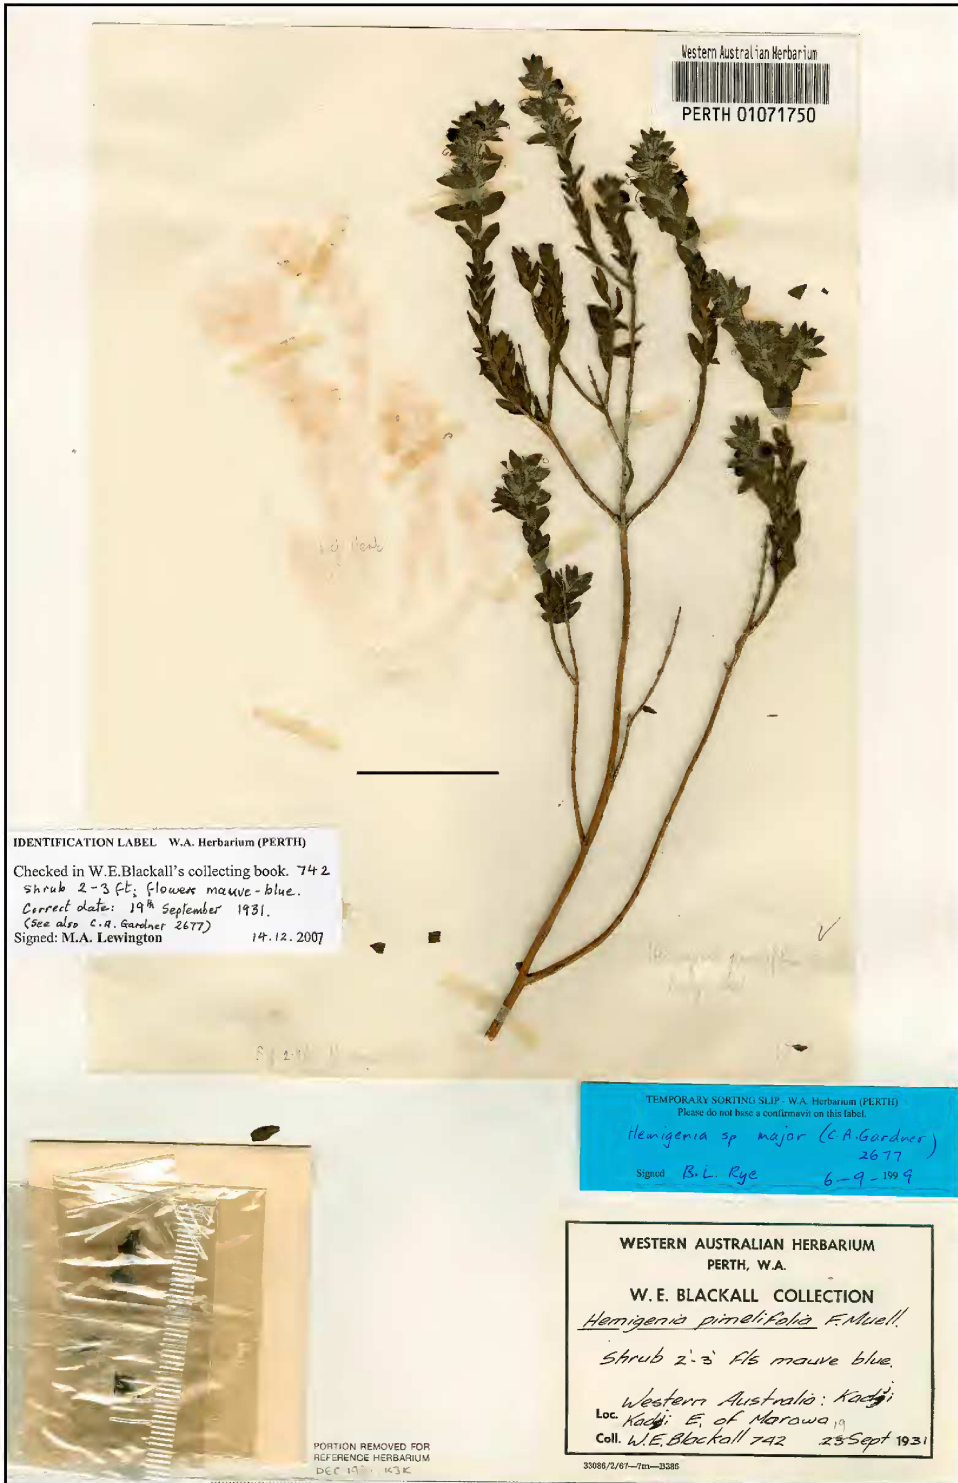 Western Australian Herbarium
PERTH 01071750
IDENTIFICATION LABEL W.A. Herbarium (PERTH)
Checked in W.E.Blackall's collecting book. 742
Shrub 2-3 ft; flowers mauve-blue.
Correct date: 19th September 1931.
(See also C.A. Gardner 2677)
Signed: M.A. Lewington 14.12.2007
TEMPORARY SORTING SLIP - W.A. Herbarium (PERTH)
Please do not base a confirmavit on this label.
Hemigenia sp major (C.A. Gardner)
2677
Signed B.L. Rye 6-9-1999
WESTERN AUSTRALIAN HERBARIUM
PERTH, W.A.
W. E. BLACKALL COLLECTION
Hemigenia pimelifolia F. Muell.
Shrub 2'-3' Fls mauve blue.
Western Australia: Kadji
Loc. Kadji E. of Marowa
19
Coll. W.E. Blackall 742 23 Sept 1931
33086/2/67—7m—B386
PORTION REMOVED FOR
REFERENCE HERBARIUM
DEC